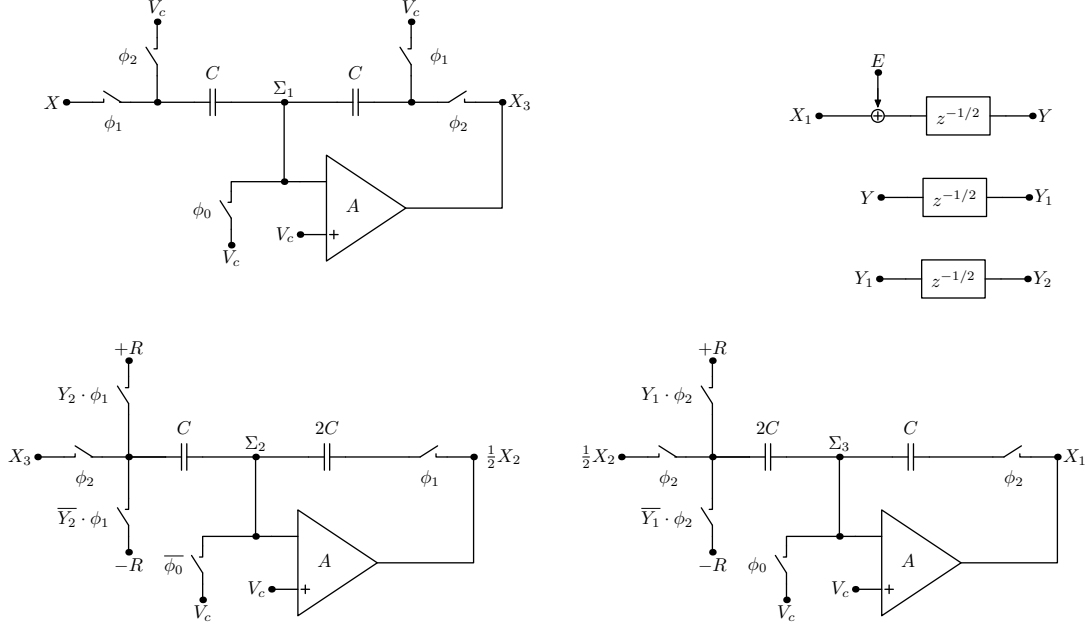 V_c
V_c
ϕ_2
ϕ_1
C
C
X
Σ_1
X_3
ϕ_1
ϕ_2
A
ϕ_0
V_c
+
V_c
E
X_1
+
z^{-1/2}
Y
Y
z^{-1/2}
Y_1
Y_1
z^{-1/2}
Y_2
+R
Y_2 · ϕ_1
C
2C
X_3
Σ_2
½X_2
ϕ_2
ϕ_1
\overline{Y_2} · ϕ_1
-R
\overline{ϕ_0}
A
V_c
+
V_c
+R
Y_1 · ϕ_2
2C
C
½X_2
Σ_3
X_1
ϕ_2
ϕ_2
\overline{Y_1} · ϕ_2
-R
ϕ_0
A
V_c
+
V_c